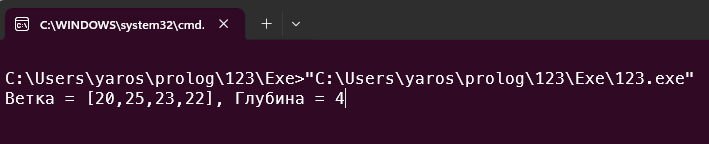 C:\WINDOWS\system32\cmd.
C:\Users\yaros\prolog\123\Exe>"C:\Users\yaros\prolog\123\Exe\123.exe"
Ветка = [20,25,23,22], Глубина = 4